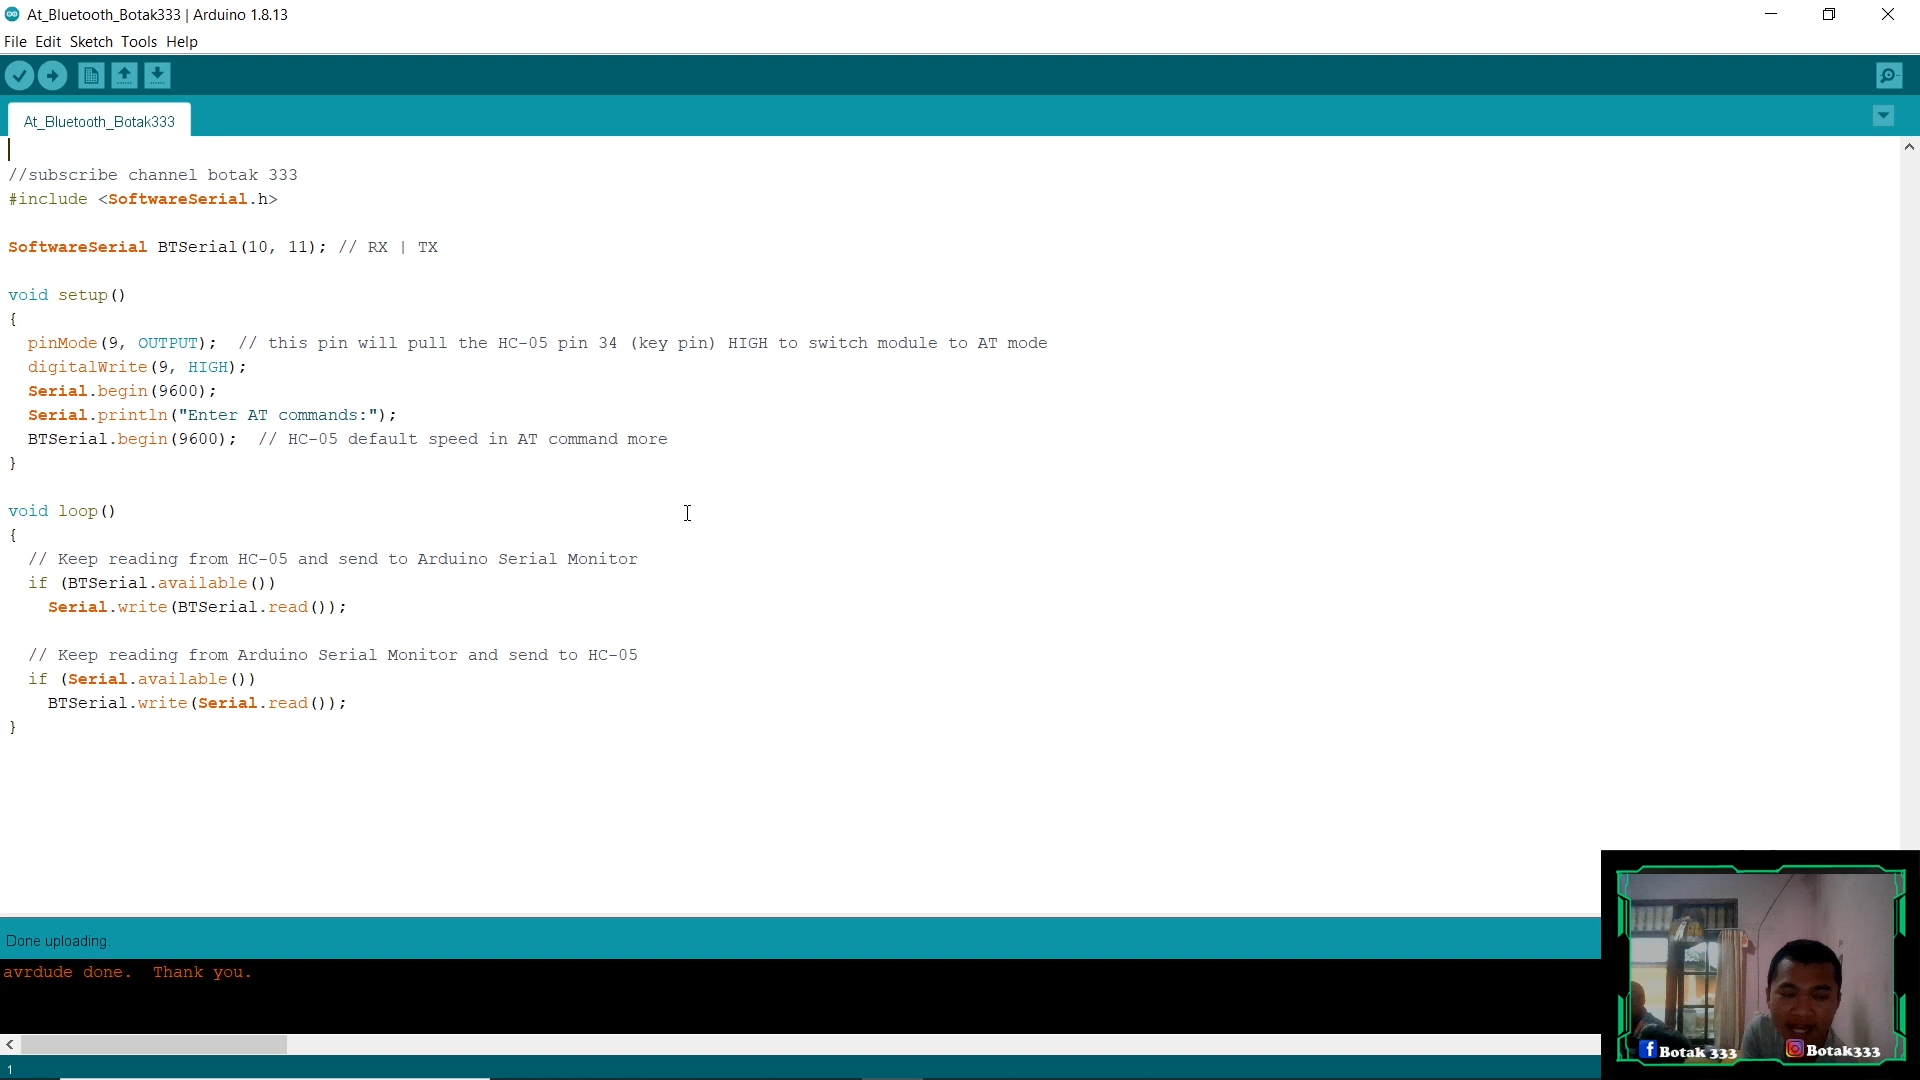 At_Bluetooth_Botak333 | Arduino 1.8.13
File Edit Sketch Tools Help
At_Bluetooth_Botak333
//subscribe channel botak 333
#include <SoftwareSerial.h>
SoftwareSerial BTSerial(10, 11); // RX | TX
void setup()
{
pinMode(9, OUTPUT);  // this pin will pull the HC-05 pin 34 (key pin) HIGH to switch module to AT mode
digitalWrite(9, HIGH);
Serial.begin(9600);
Serial.println("Enter AT commands:");
BTSerial.begin(9600);  // HC-05 default speed in AT command more
}
void loop()
{
// Keep reading from HC-05 and send to Arduino Serial Monitor
if (BTSerial.available())
Serial.write(BTSerial.read());
// Keep reading from Arduino Serial Monitor and send to HC-05
if (Serial.available())
BTSerial.write(Serial.read());
}
Done uploading.
avrdude done.  Thank you.
1
Botak 333
Botak333